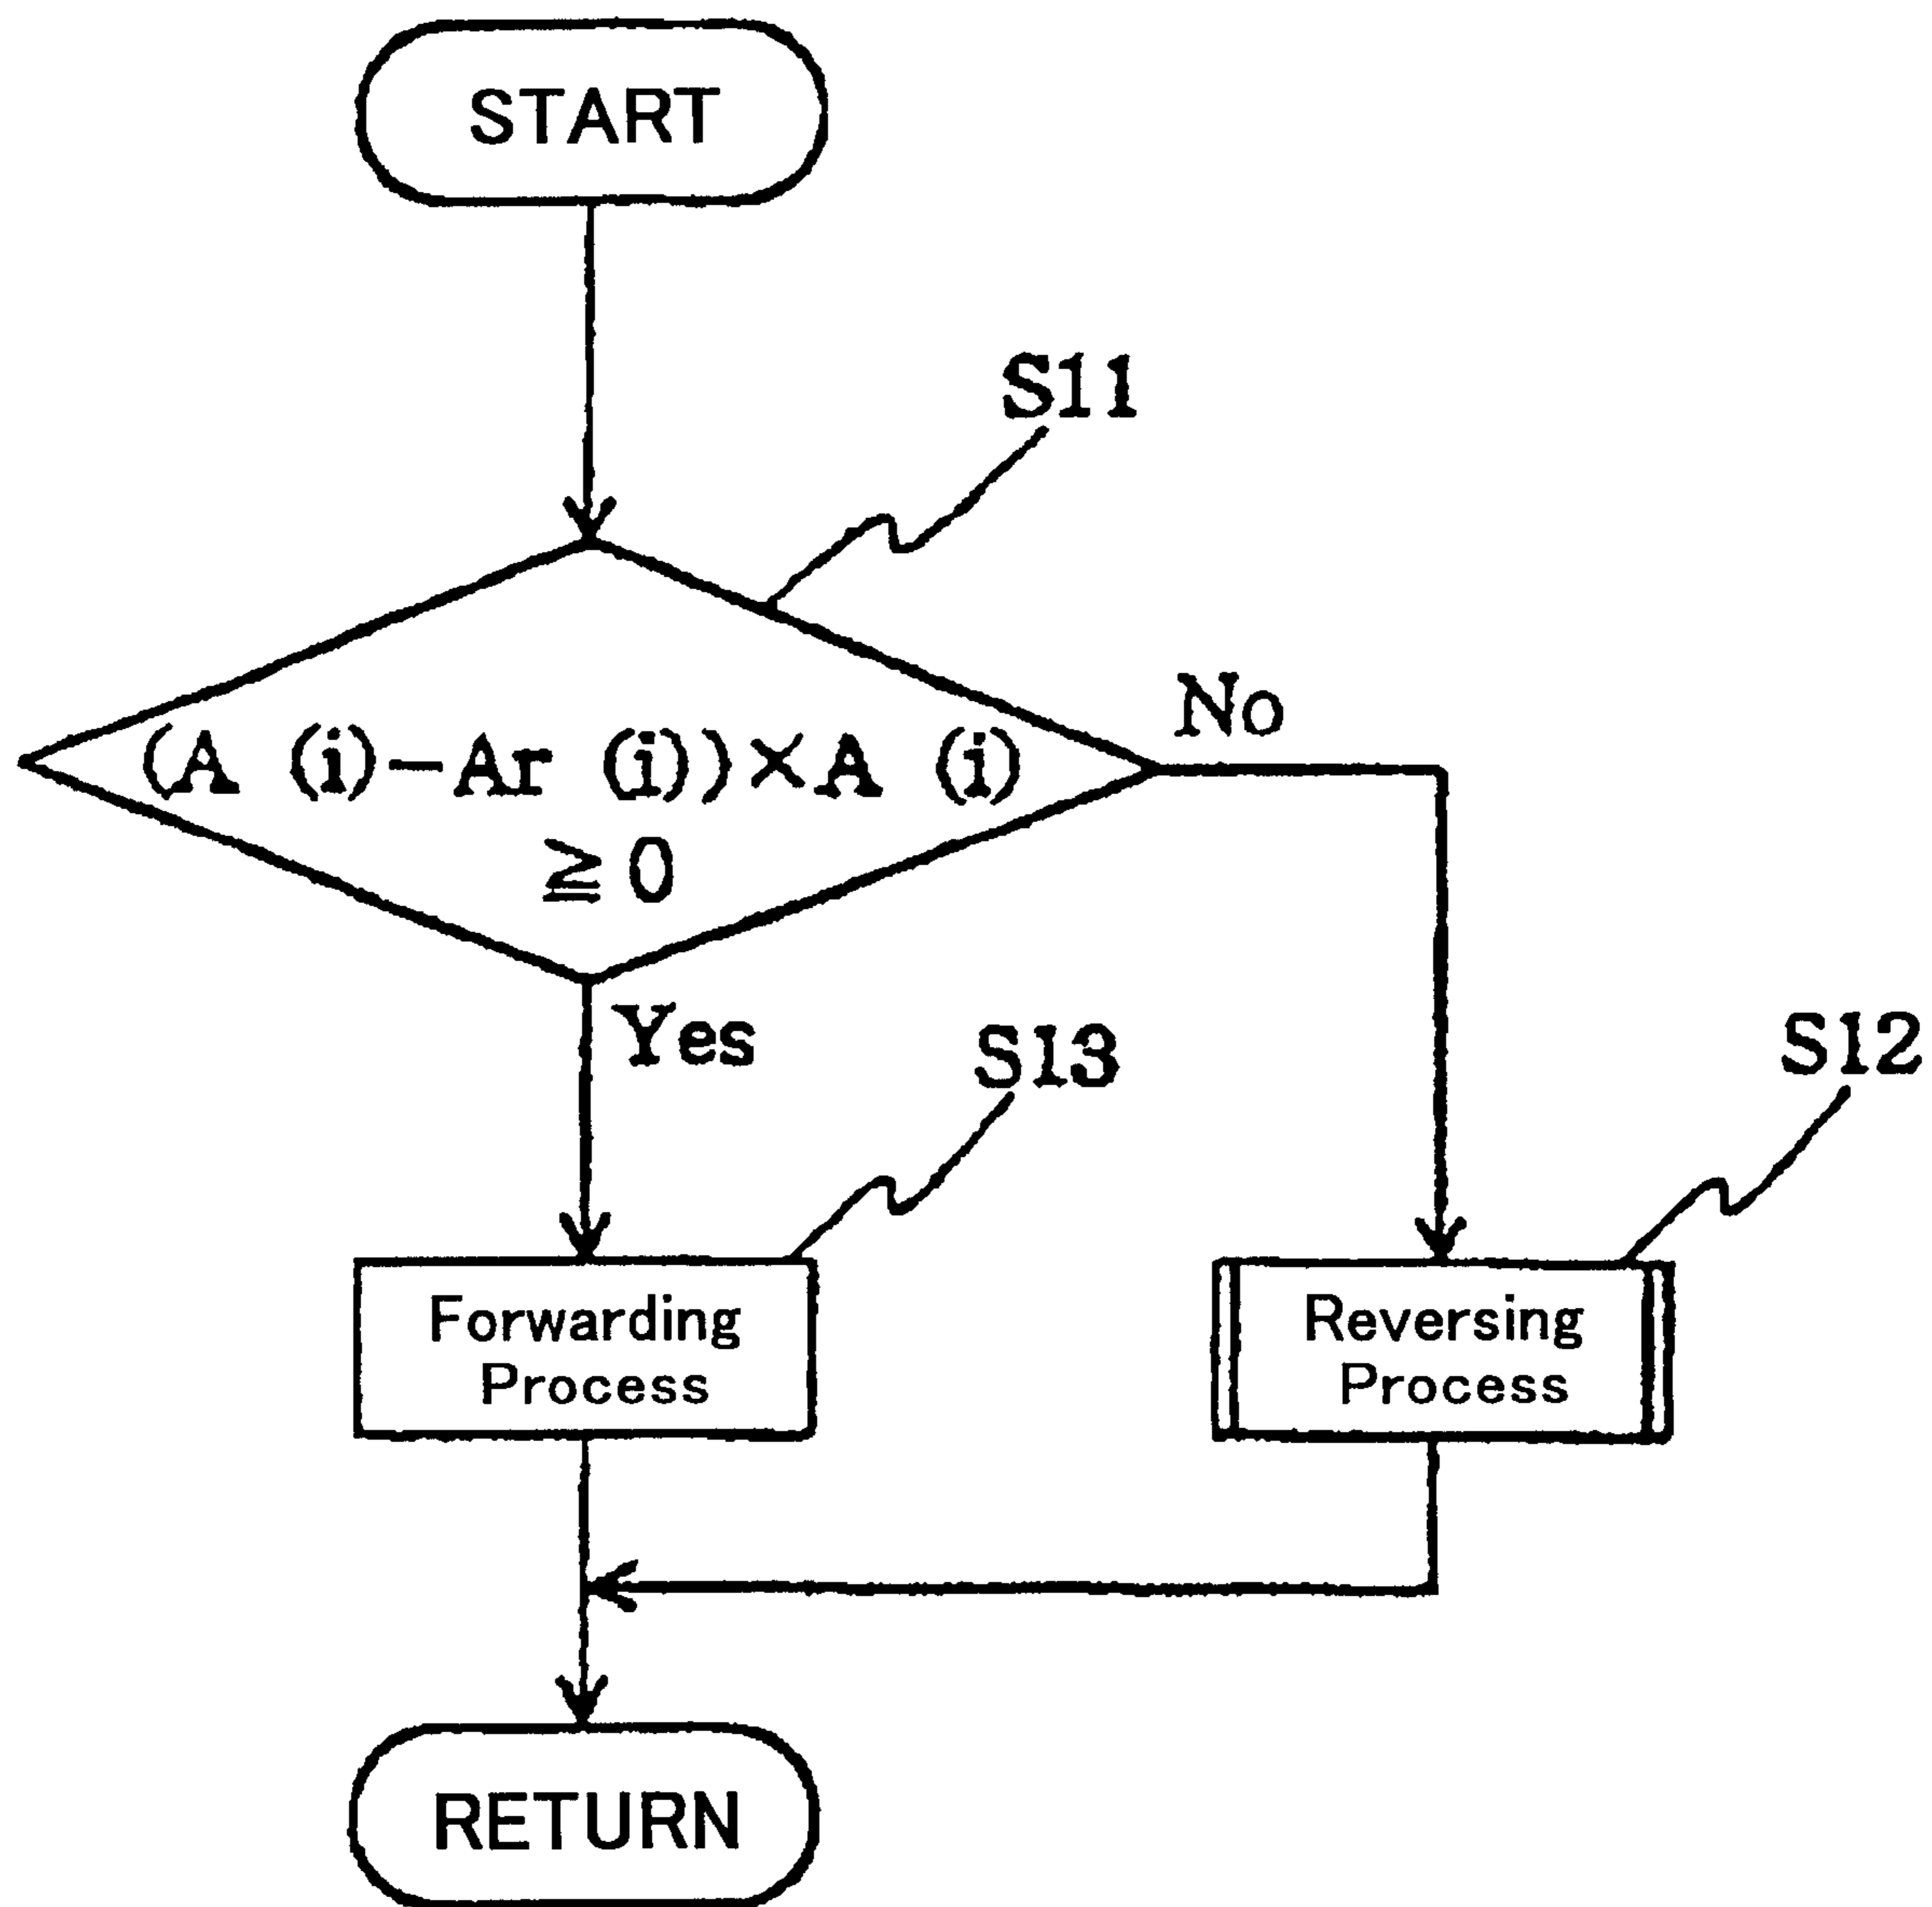 START
S11
No
(A (i)−Ar (i))×A (i)
≧0
Yes
S13
S12
Forwarding
Process
Reversing
Process
RETURN